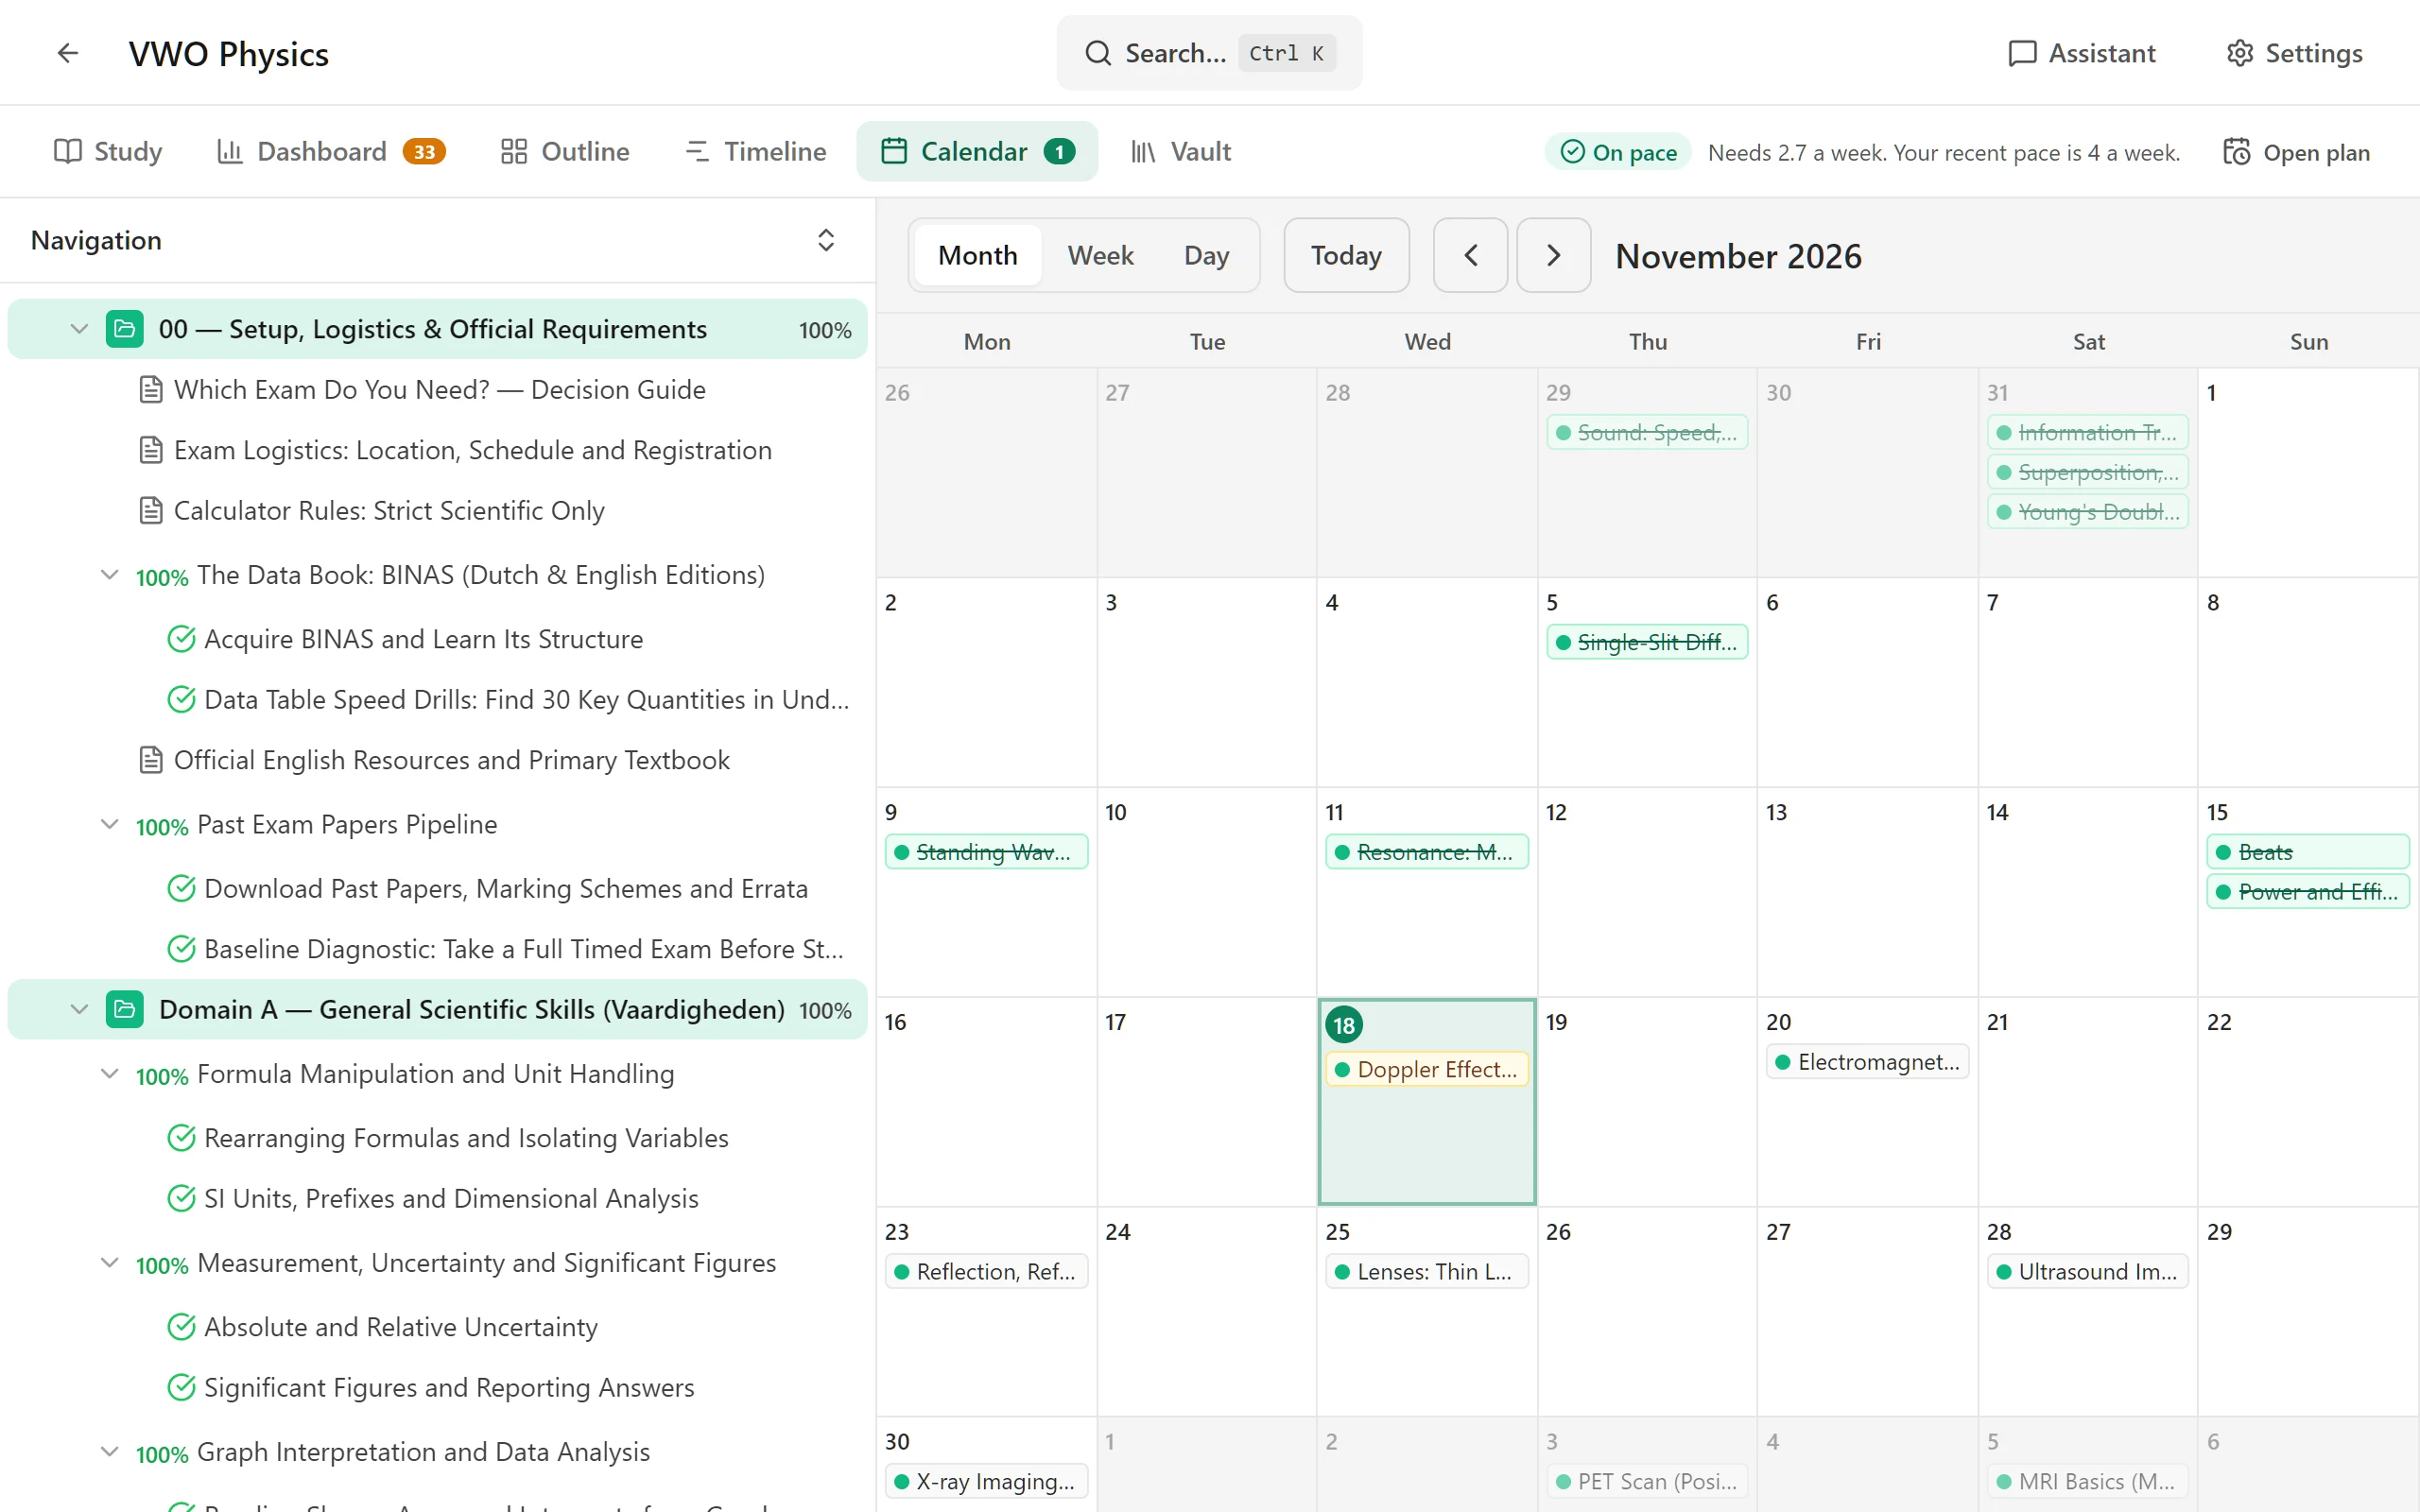 VWO Physics
Search... Ctrl K
Assistant
Settings
Study
Dashboard 33
Outline
Timeline
Calendar 1
Vault
On pace
Needs 2.7 a week. Your recent pace is 4 a week.
Open plan
Navigation
00 — Setup, Logistics & Official Requirements 100%
Which Exam Do You Need? — Decision Guide
Exam Logistics: Location, Schedule and Registration
Calculator Rules: Strict Scientific Only
100% The Data Book: BINAS (Dutch & English Editions)
Acquire BINAS and Learn Its Structure
Data Table Speed Drills: Find 30 Key Quantities in Und...
Official English Resources and Primary Textbook
100% Past Exam Papers Pipeline
Download Past Papers, Marking Schemes and Errata
Baseline Diagnostic: Take a Full Timed Exam Before St...
Domain A — General Scientific Skills (Vaardigheden) 100%
100% Formula Manipulation and Unit Handling
Rearranging Formulas and Isolating Variables
SI Units, Prefixes and Dimensional Analysis
100% Measurement, Uncertainty and Significant Figures
Absolute and Relative Uncertainty
Significant Figures and Reporting Answers
100% Graph Interpretation and Data Analysis
Month Week Day
Today
November 2026
Mon Tue Wed Thu Fri Sat Sun
26 27 28 29 30 31 1
Sound: Speed,...
Information Tr...
Superposition,...
Young's Doubl...
2 3 4 5 6 7 8
Single-Slit Diff...
9 10 11 12 13 14 15
Standing Wav...
Resonance: M...
Beats
Power and Effi...
16 17 18 19 20 21 22
Doppler Effect...
Electromagnet...
23 24 25 26 27 28 29
Reflection, Ref...
Lenses: Thin L...
Ultrasound Im...
30 1 2 3 4 5 6
X-ray Imaging...
PET Scan (Posi...
MRI Basics (M...